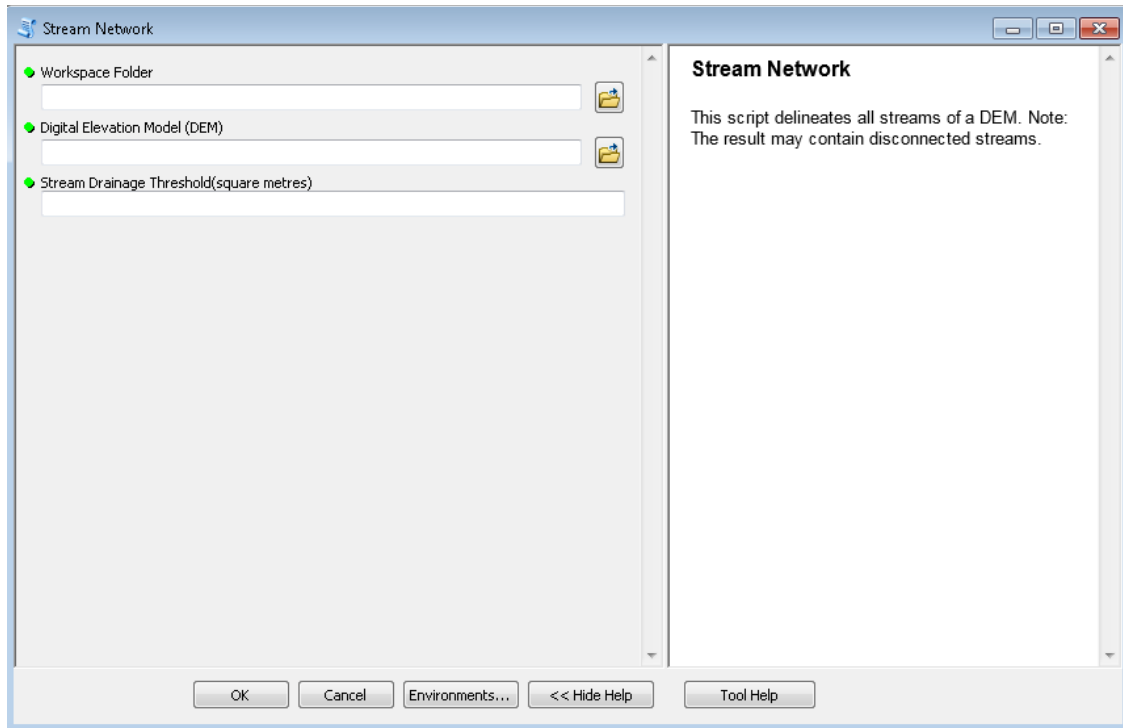 Stream Network
Workspace Folder
Digital Elevation Model (DEM)
Stream Drainage Threshold(square metres)
Stream Network
This script delineates all streams of a DEM. Note:
The result may contain disconnected streams.
OK
Cancel
Environments...
<< Hide Help
Tool Help